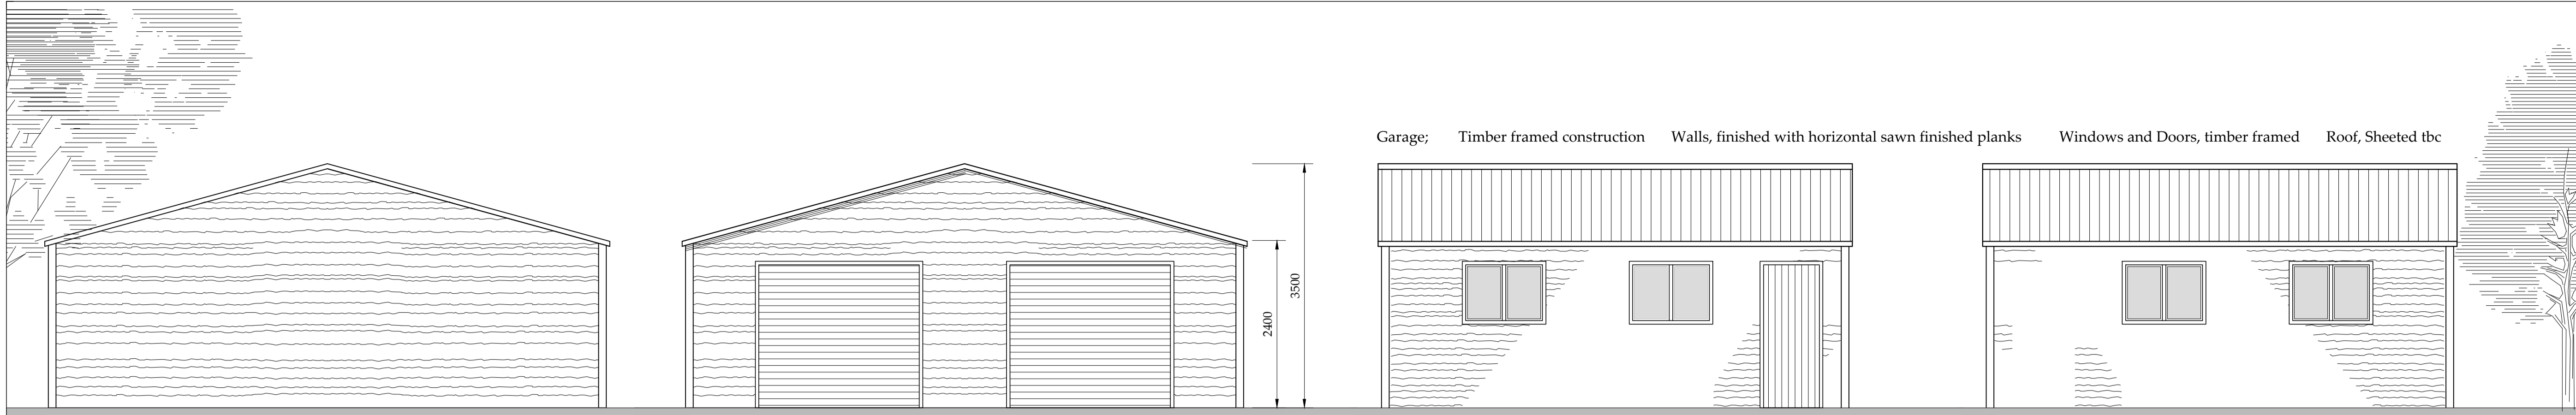 Garage; Timber framed construction Walls, finished with horizontal sawn finished planks Windows and Doors, timber framed Roof, Sheeted tbc
3500
2400